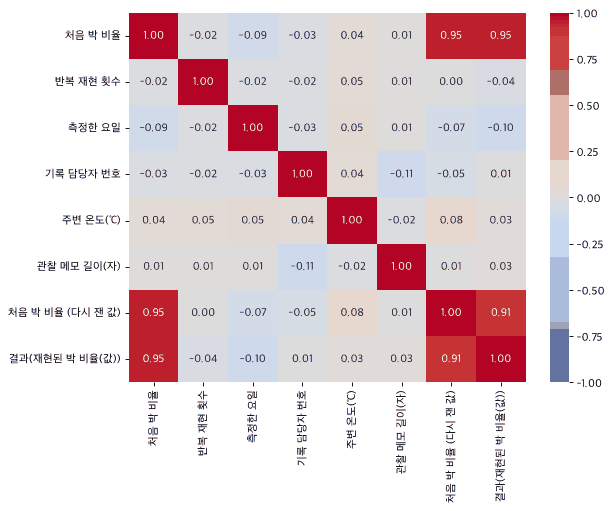 처음 박 비율 1.00 -0.02 -0.09 -0.03 0.04 0.01 0.95 0.95
반복 재현 횟수 -0.02 1.00 -0.02 -0.02 0.05 0.01 0.00 -0.04
측정한 요일 -0.09 -0.02 1.00 -0.03 0.05 0.01 -0.07 -0.10
기록 담당자 번호 -0.03 -0.02 -0.03 1.00 0.04 -0.11 -0.05 0.01
주변 온도(℃) 0.04 0.05 0.05 0.04 1.00 -0.02 0.08 0.03
관찰 메모 길이(자) 0.01 0.01 0.01 -0.11 -0.02 1.00 0.01 0.03
처음 박 비율 (다시 잰 값) 0.95 0.00 -0.07 -0.05 0.08 0.01 1.00 0.91
결과(재현된 박 비율(값)) 0.95 -0.04 -0.10 0.01 0.03 0.03 0.91 1.00
처음 박 비율
반복 재현 횟수
측정한 요일
기록 담당자 번호
주변 온도(℃)
관찰 메모 길이(자)
처음 박 비율 (다시 잰 값)
결과(재현된 박 비율(값))
1.00
0.75
0.50
0.25
0.00
-0.25
-0.50
-0.75
-1.00